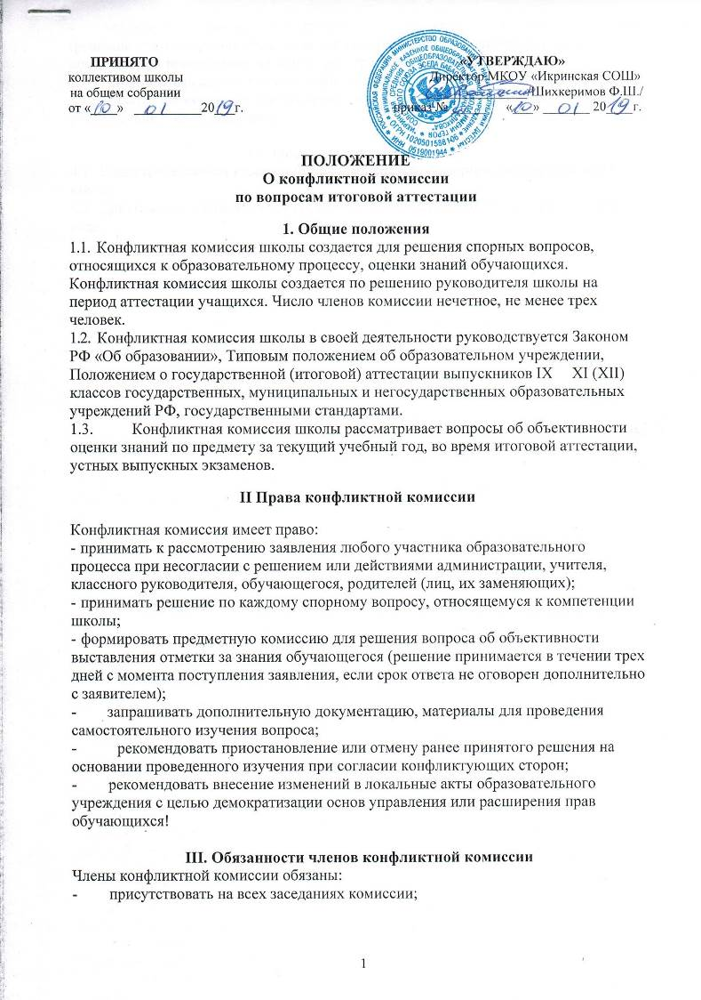 ПРИНЯТО
коллективом школы
на общем собрании
от «10» 01 2019г.
«УТВЕРЖДАЮ»
Директор МКОУ «Икринская СОШ»
Шихкеримов Ф.Ш./
приказ № «10» 01 2019г.
ОГРН 1020501588106 * ИНН 0519001944 *
ПОЛОЖЕНИЕ
О конфликтной комиссии
по вопросам итоговой аттестации
1. Общие положения
1.1. Конфликтная комиссия школы создается для решения спорных вопросов,
относящихся к образовательному процессу, оценки знаний обучающихся.
Конфликтная комиссия школы создается по решению руководителя школы на
период аттестации учащихся. Число членов комиссии нечетное, не менее трех
человек.
1.2. Конфликтная комиссия школы в своей деятельности руководствуется Законом
РФ «Об образовании», Типовым положением об образовательном учреждении,
Положением о государственной (итоговой) аттестации выпускников IX XI (XII)
классов государственных, муниципальных и негосударственных образовательных
учреждений РФ, государственными стандартами.
1.3. Конфликтная комиссия школы рассматривает вопросы об объективности
оценки знаний по предмету за текущий учебный год, во время итоговой аттестации,
устных выпускных экзаменов.
II Права конфликтной комиссии
Конфликтная комиссия имеет право:
- принимать к рассмотрению заявления любого участника образовательного
процесса при несогласии с решением или действиями администрации, учителя,
классного руководителя, обучающегося, родителей (лиц, их заменяющих);
- принимать решение по каждому спорному вопросу, относящемуся к компетенции
школы;
- формировать предметную комиссию для решения вопроса об объективности
выставления отметки за знания обучающегося (решение принимается в течении трех
дней с момента поступления заявления, если срок ответа не оговорен дополнительно
с заявителем);
- запрашивать дополнительную документацию, материалы для проведения
самостоятельного изучения вопроса;
- рекомендовать приостановление или отмену ранее принятого решения на
основании проведенного изучения при согласии конфликтующих сторон;
- рекомендовать внесение изменений в локальные акты образовательного
учреждения с целью демократизации основ управления или расширения прав
обучающихся!
III. Обязанности членов конфликтной комиссии
Члены конфликтной комиссии обязаны:
- присутствовать на всех заседаниях комиссии;
1